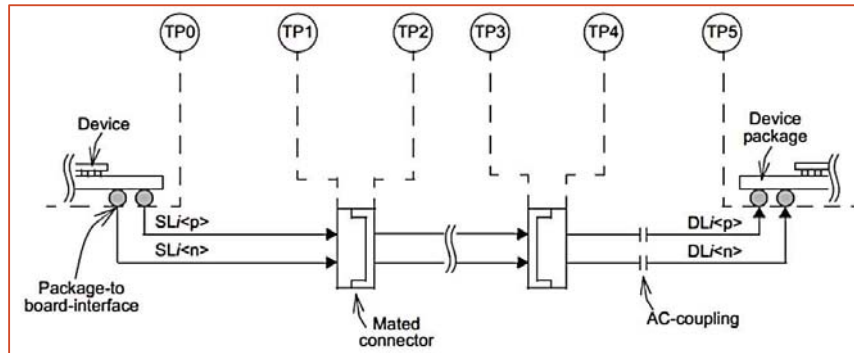 TP0
TP1
TP2
TP3
TP4
TP5
Device
Device
package
SLi<p>
SLi<n>
DLi<p>
DLi<n>
Package-to
board-interface
Mated
connector
AC-coupling